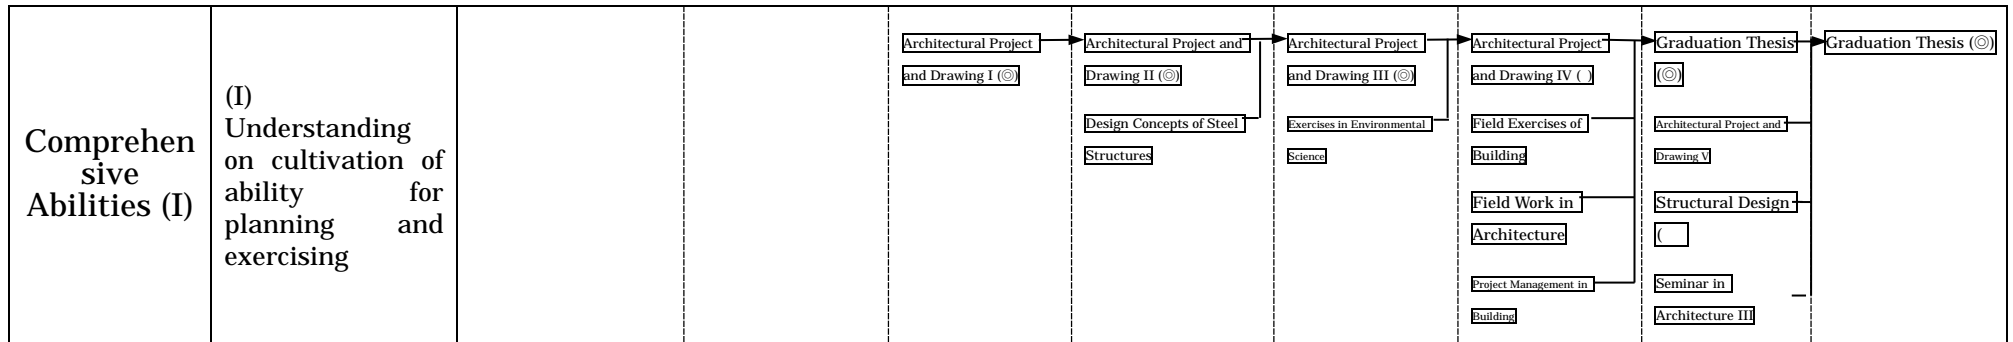 Comprehen
sive
Abilities (I)
(I)
Understanding
on cultivation of
ability for
planning and
exercising
Architectural Project
and Drawing I (◎)
Architectural Project and
Drawing II (◎)
Design Concepts of Steel
Structures
Architectural Project
and Drawing III (◎)
Exercises in Environmental
Science
Architectural Project
and Drawing IV ( )
Field Exercises of
Building
Field Work in
Architecture
Project Management in
Building
Graduation Thesis
(◎)
Architectural Project and
Drawing V
Structural Design
(
Seminar in
Architecture III
Graduation Thesis (◎)